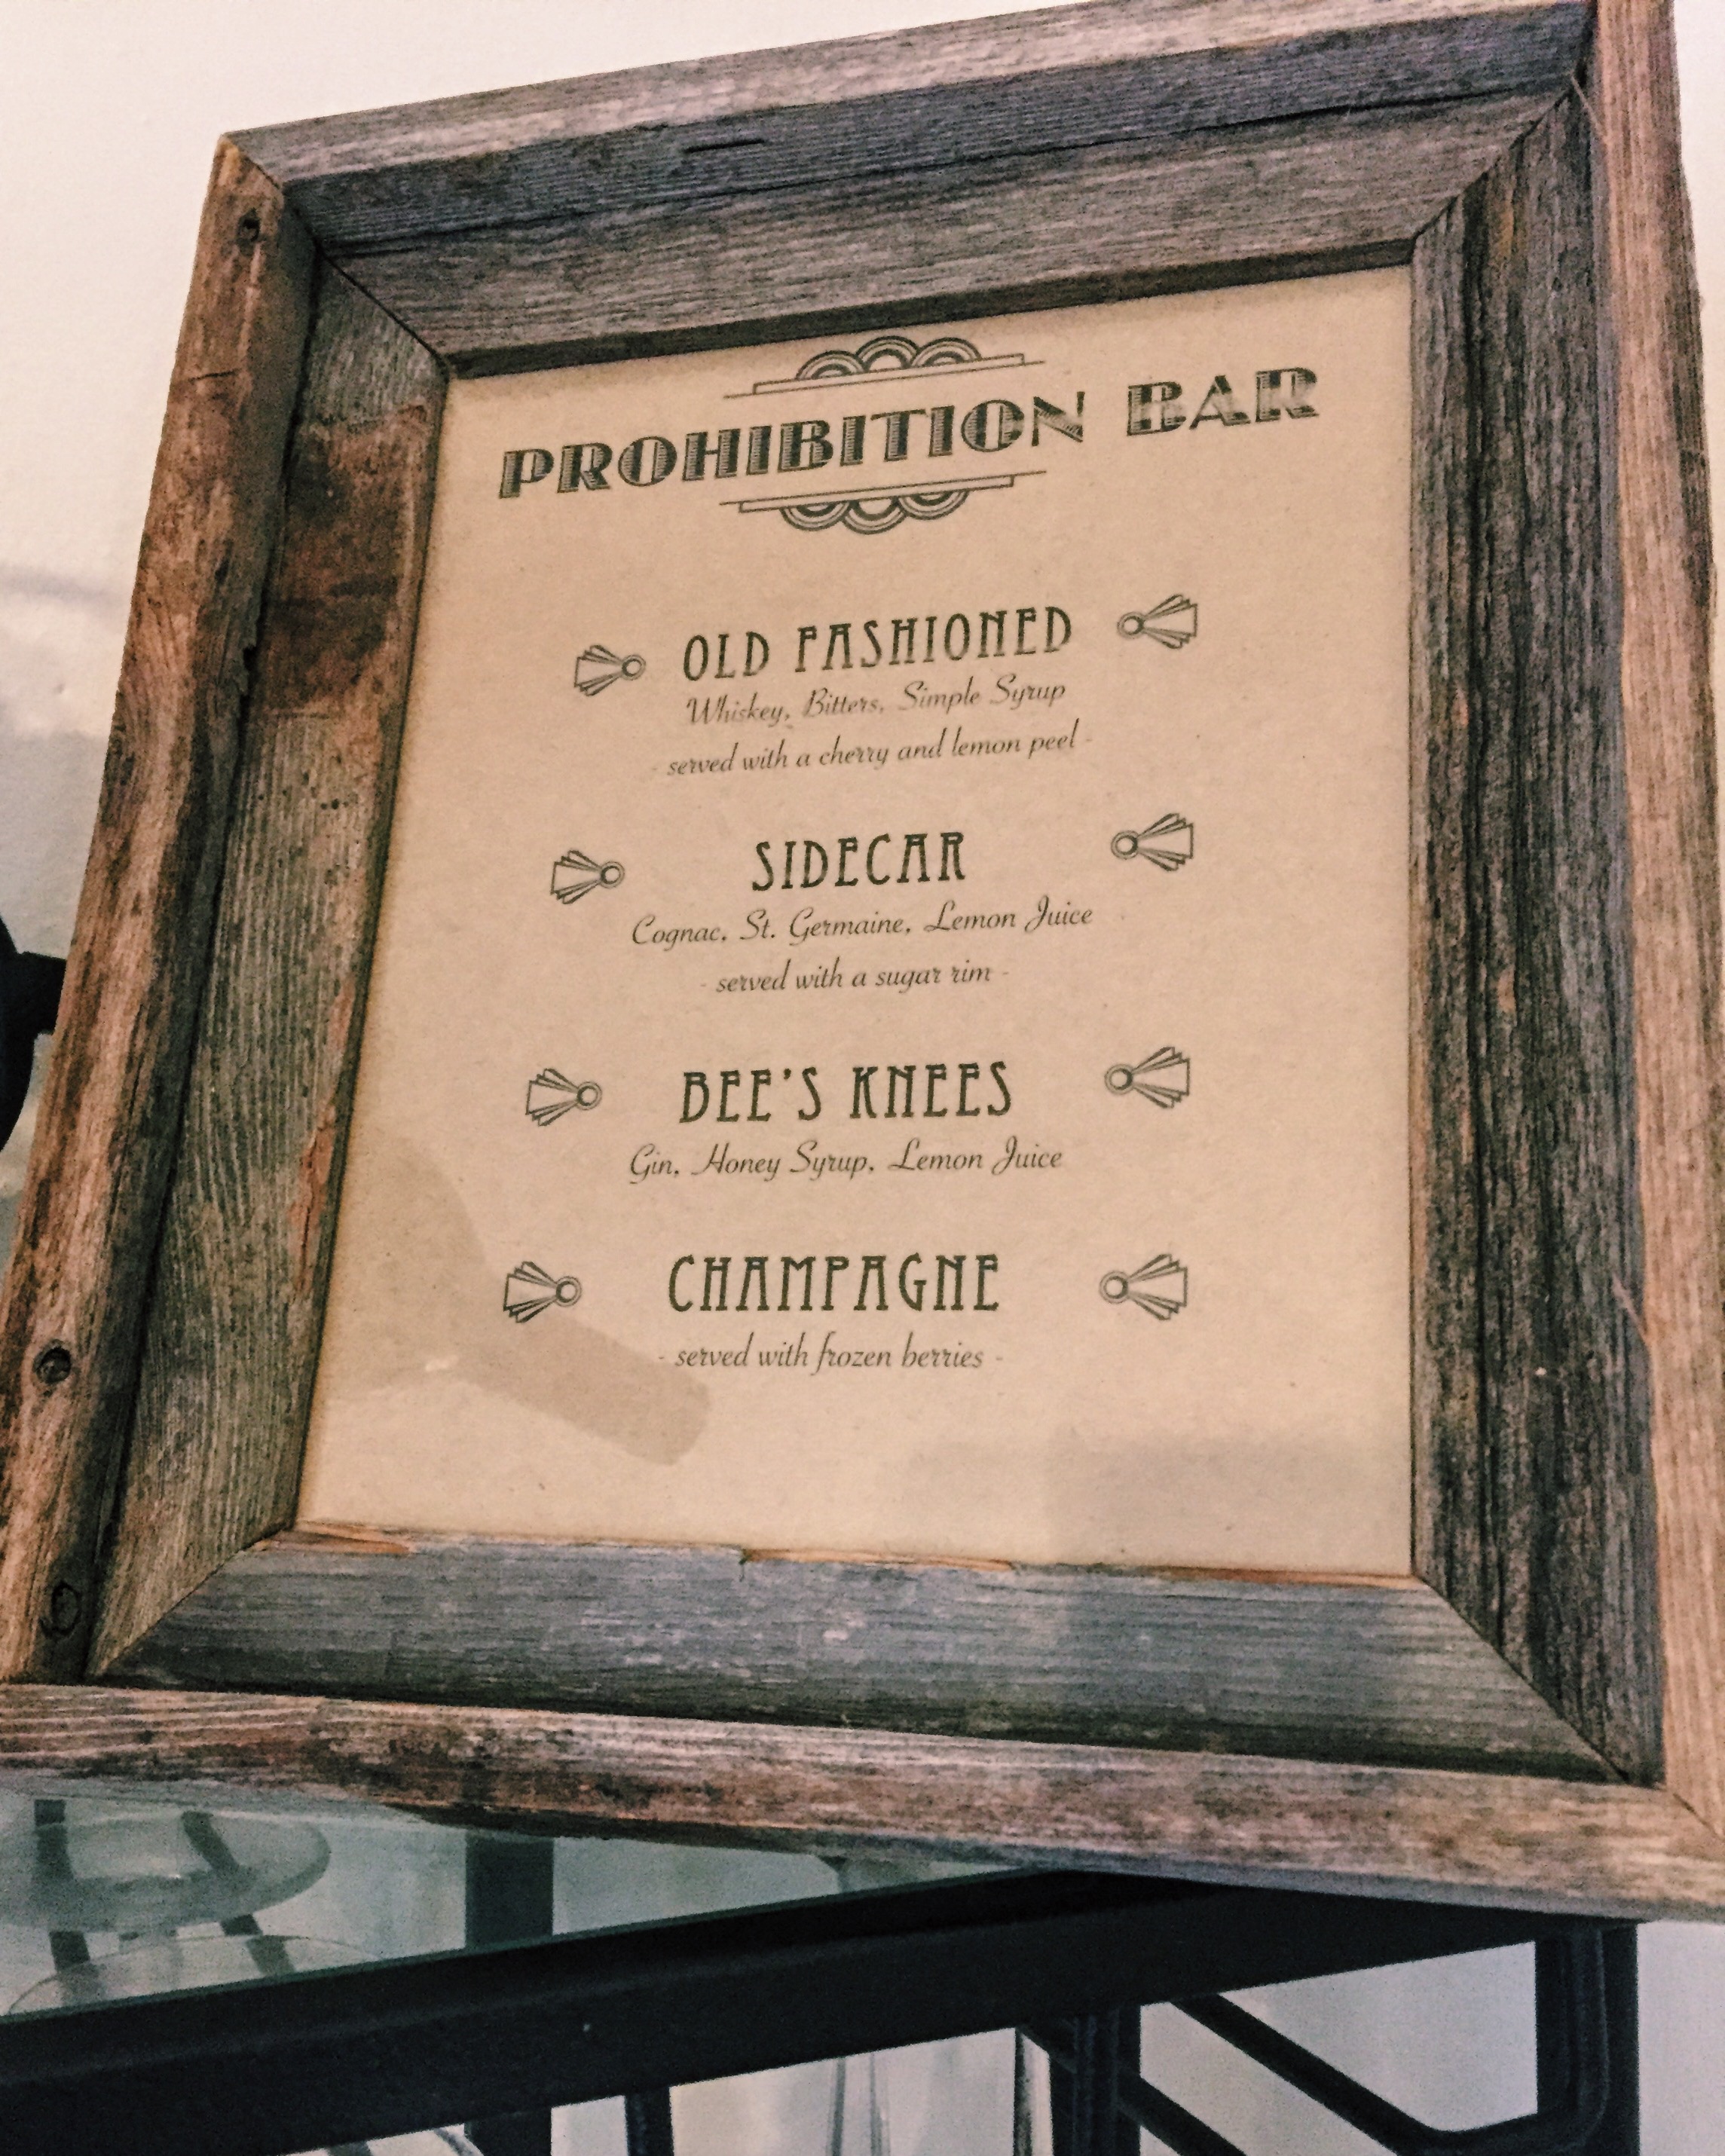 PROHIBITION BAR
OLD FASHIONED
Whiskey, Bitters, Simple Syrup
- served with a cherry and lemon peel -
SIDECAR
Cognac, St. Germaine, Lemon Juice
- served with a sugar rim -
BEE'S KNEES
Gin, Honey Syrup, Lemon Juice
CHAMPAGNE
- served with frozen berries -